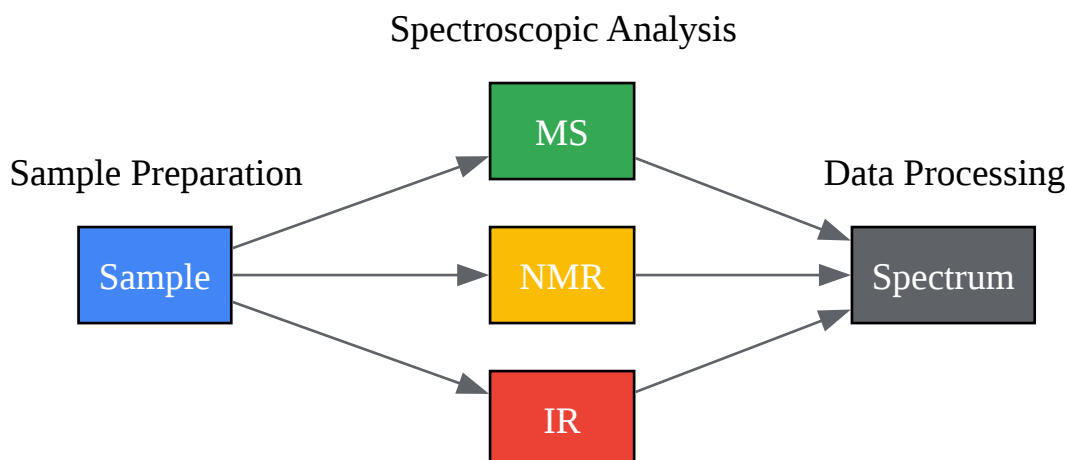 Spectroscopic Analysis
MS
Sample Preparation
Data Processing
Sample
NMR
Spectrum
IR